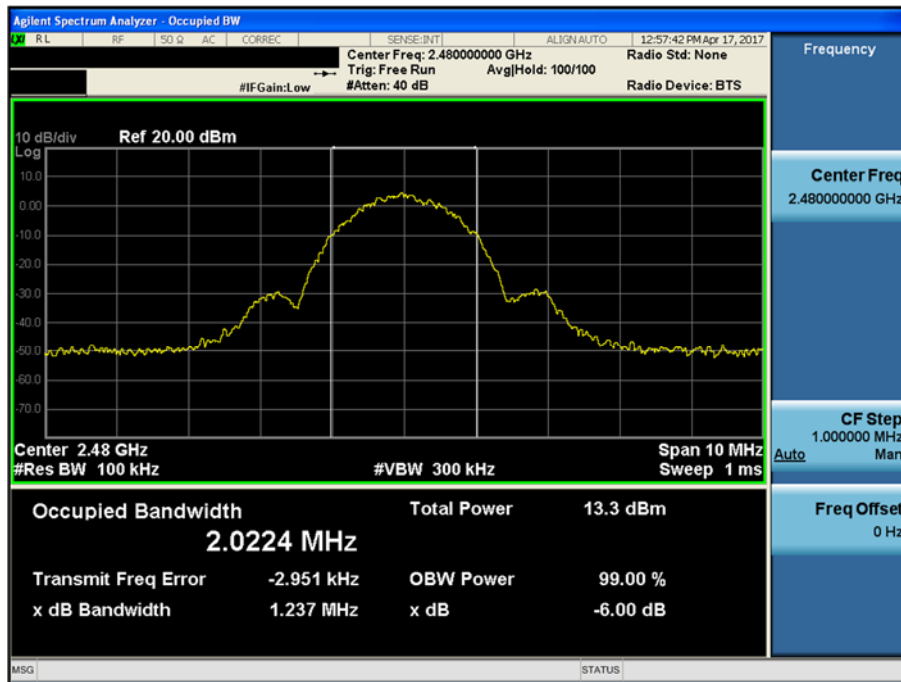 Agilent Spectrum Analyzer - Occupied BW
LXI RL RF 50 Ω AC CORREC SENSE:INT ALIGN AUTO 12:57:42 PM Apr 17, 2017
Center Freq: 2.480000000 GHz Radio Std: None
Trig: Free Run Avg|Hold: 100/100
#IFGain:Low #Atten: 40 dB Radio Device: BTS
10 dB/div Ref 20.00 dBm
Log
10.0
0.00
-10.0
-20.0
-30.0
-40.0
-50.0
-60.0
-70.0
Center 2.48 GHz Span 10 MHz
#Res BW 100 kHz #VBW 300 kHz Sweep 1 ms
Occupied Bandwidth Total Power 13.3 dBm
2.0224 MHz
Transmit Freq Error -2.951 kHz OBW Power 99.00 %
x dB Bandwidth 1.237 MHz x dB -6.00 dB
MSG STATUS
Frequency
Center Freq
2.480000000 GHz
CF Step
1.000000 MHz
Auto Man
Freq Offset
0 Hz